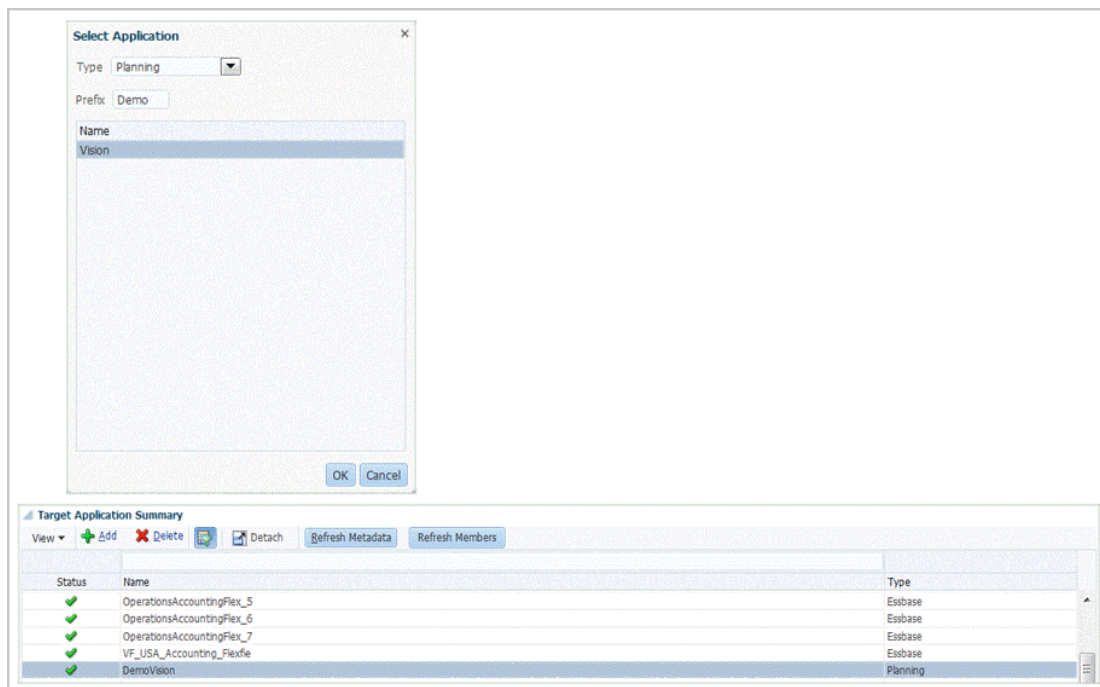 Select Application
Type Planning
Prefix Demo
Name
Vision
OK Cancel
Target Application Summary
View Add Delete Detach Refresh Metadata Refresh Members
Status Name Type
OperationsAccountingFlex_5 Essbase
OperationsAccountingFlex_6 Essbase
OperationsAccountingFlex_7 Essbase
VF_USA_Accounting_Flexfie Essbase
DemoVision Planning